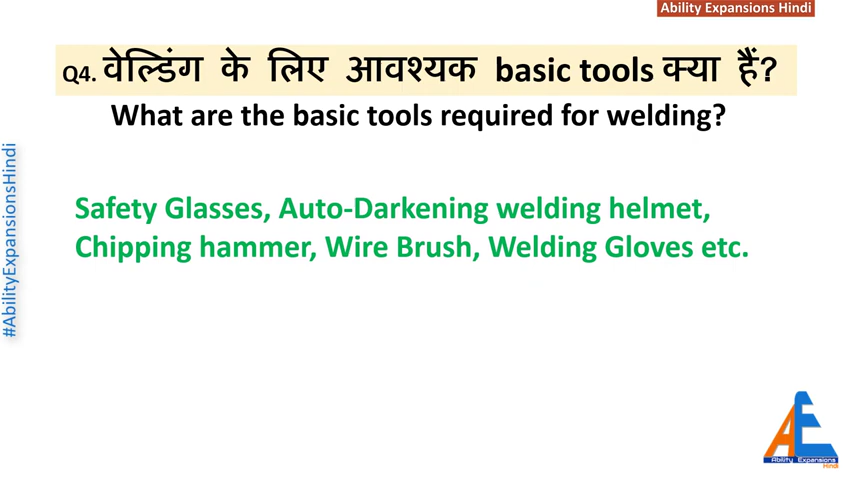 Ability Expansions Hindi
Q4. वेल्डिंग के लिए आवश्यक basic tools क्या हैं?
What are the basic tools required for welding?
#AbilityExpansionsHindi
Safety Glasses, Auto-Darkening welding helmet,
Chipping hammer, Wire Brush, Welding Gloves etc.
AE
Ability Expansions
Hindi